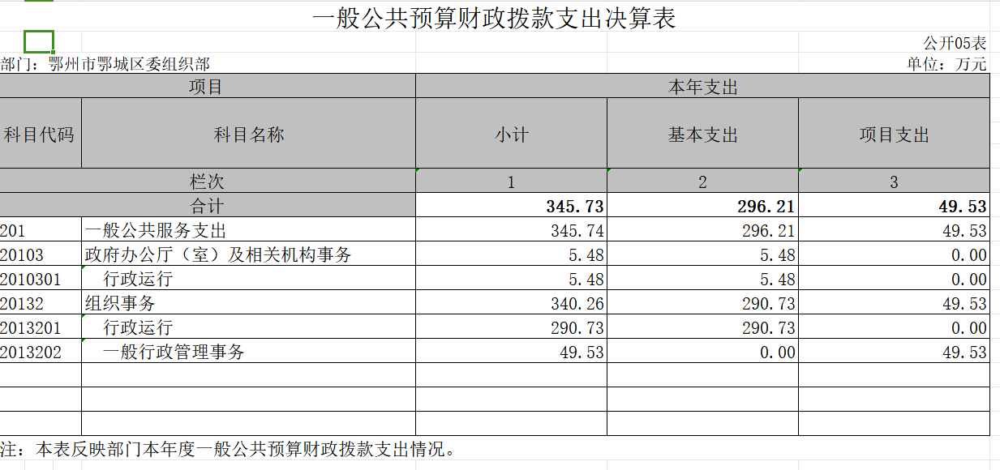 一般公共预算财政拨款支出决算表
公开05表
部门：鄂州市鄂城区委组织部 单位：万元
项目 本年支出
科目代码 科目名称 小计 基本支出 项目支出
栏次 1 2 3
合计 345.73 296.21 49.53
201 一般公共服务支出 345.74 296.21 49.53
20103 政府办公厅（室）及相关机构事务 5.48 5.48 0.00
2010301 行政运行 5.48 5.48 0.00
20132 组织事务 340.26 290.73 49.53
2013201 行政运行 290.73 290.73 0.00
2013202 一般行政管理事务 49.53 0.00 49.53
注：本表反映部门本年度一般公共预算财政拨款支出情况。